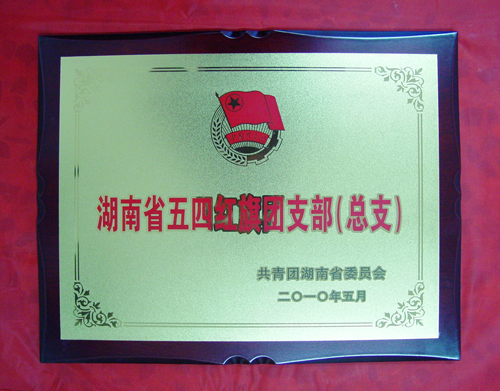 湖南省五四红旗团支部(总支)
共青团湖南省委员会
二〇一〇年五月